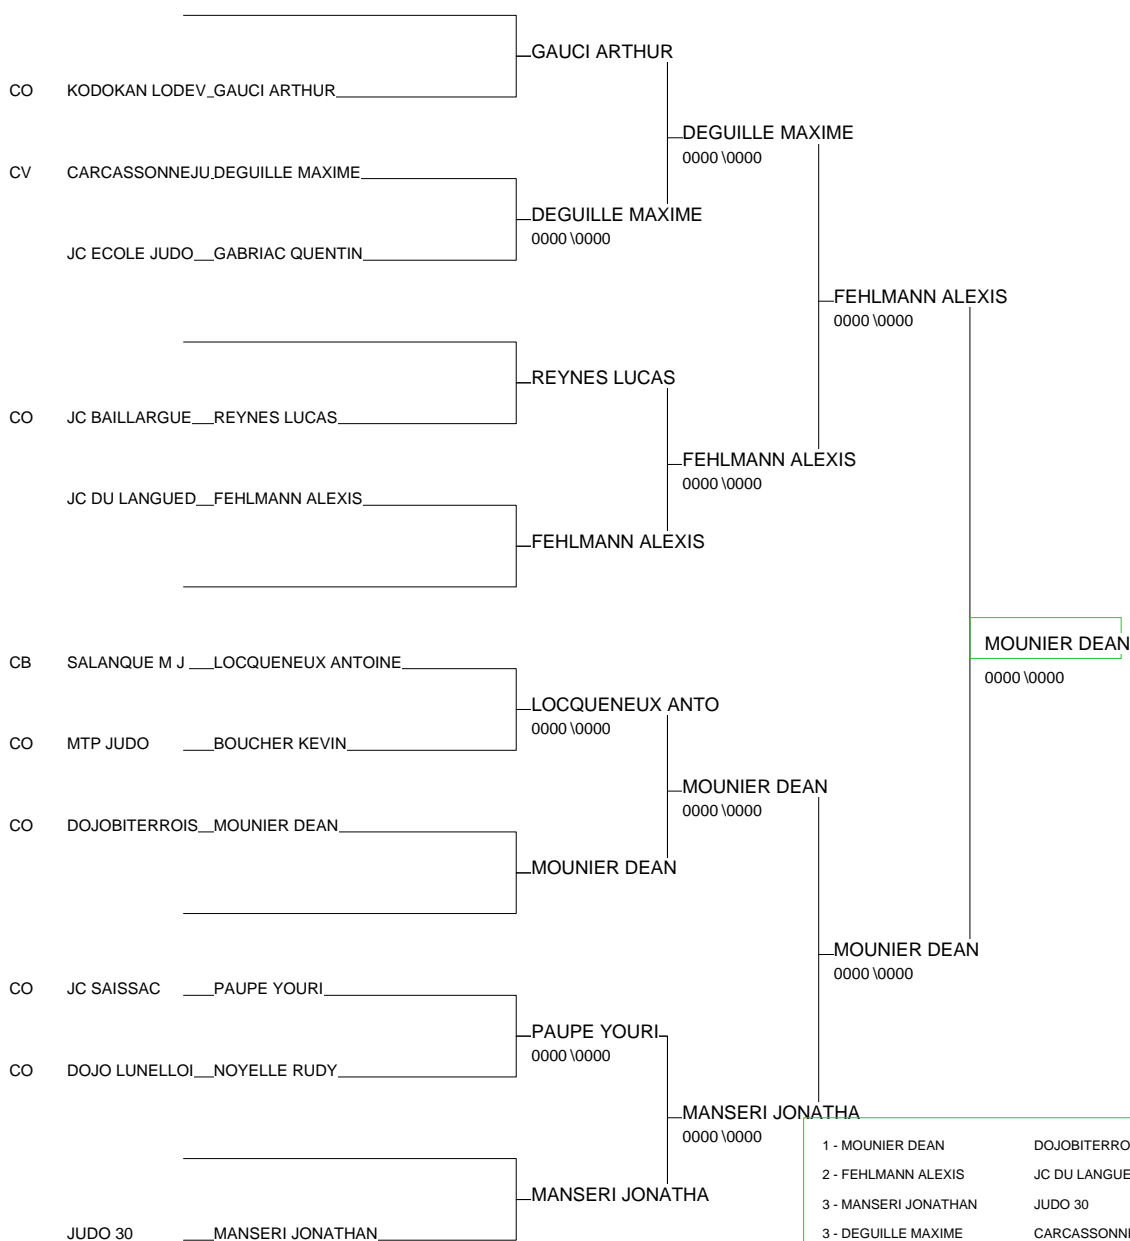 GAUCI ARTHUR
CO KODOKAN LODEV GAUCI ARTHUR
DEGUILLE MAXIME
0000 \0000
CV CARCASSONNEJU DEGUILLE MAXIME
DEGUILLE MAXIME
0000 \0000
JC ECOLE JUDO GABRIAC QUENTIN
FEHLMANN ALEXIS
0000 \0000
REYNES LUCAS
CO JC BAILLARGUE REYNES LUCAS
FEHLMANN ALEXIS
0000 \0000
JC DU LANGUED FEHLMANN ALEXIS
FEHLMANN ALEXIS
MOUNIER DEAN
0000 \0000
CB SALANQUE M J LOCQUENEUX ANTOINE
LOCQUENEUX ANTO
0000 \0000
CO MTP JUDO BOUCHER KEVIN
MOUNIER DEAN
0000 \0000
CO DOJOBITERROIS MOUNIER DEAN
MOUNIER DEAN
MOUNIER DEAN
0000 \0000
CO JC SAISSAC PAUPE YOURI
PAUPE YOURI
0000 \0000
CO DOJO LUNELLOI NOYELLE RUDY
MANSERI JONATHA
0000 \0000
1 - MOUNIER DEAN DOJOBITERRO
2 - FEHLMANN ALEXIS JC DU LANGUE
MANSERI JONATHA
3 - MANSERI JONATHAN JUDO 30
JUDO 30 MANSERI JONATHAN
3 - DEGUILLE MAXIME CARCASSONN